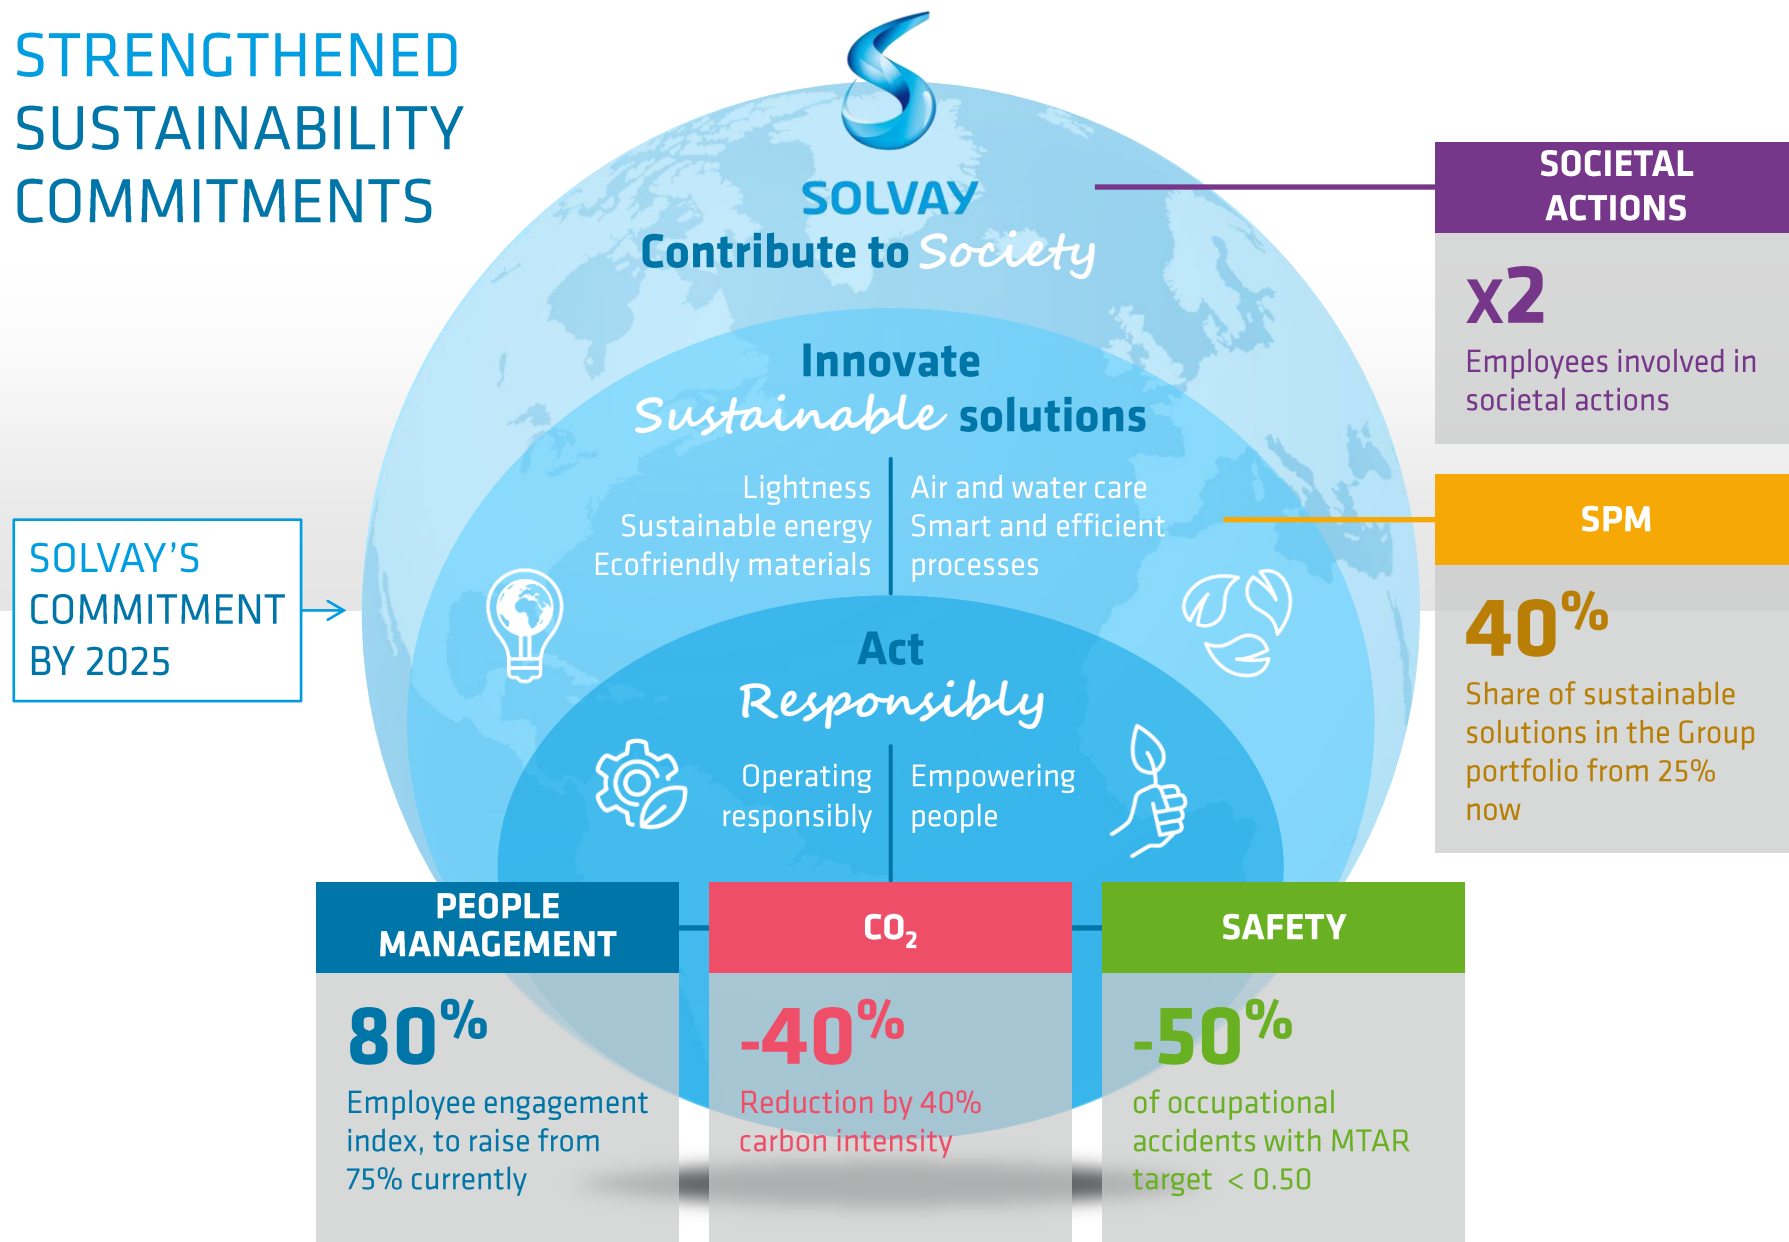 STRENGTHENED
SUSTAINABILITY
COMMITMENTS
SOLVAY
Contribute to Society
Innovate
Sustainable solutions
Lightness
Sustainable energy
Ecofriendly materials
Air and water care
Smart and efficient
processes
Act
Responsibly
Operating
responsibly
Empowering
people
SOLVAY’S
COMMITMENT
BY 2025
SOCIETAL
ACTIONS
x2
Employees involved in
societal actions
SPM
40%
Share of sustainable
solutions in the Group
portfolio from 25%
now
PEOPLE
MANAGEMENT
80%
Employee engagement
index, to raise from
75% currently
CO₂
-40%
Reduction by 40%
carbon intensity
SAFETY
-50%
of occupational
accidents with MTAR
target < 0.50